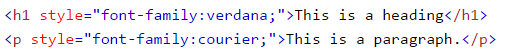 <h1 style="font-family:verdana;">This is a heading</h1>
<p style="font-family:courier;">This is a paragraph.</p>